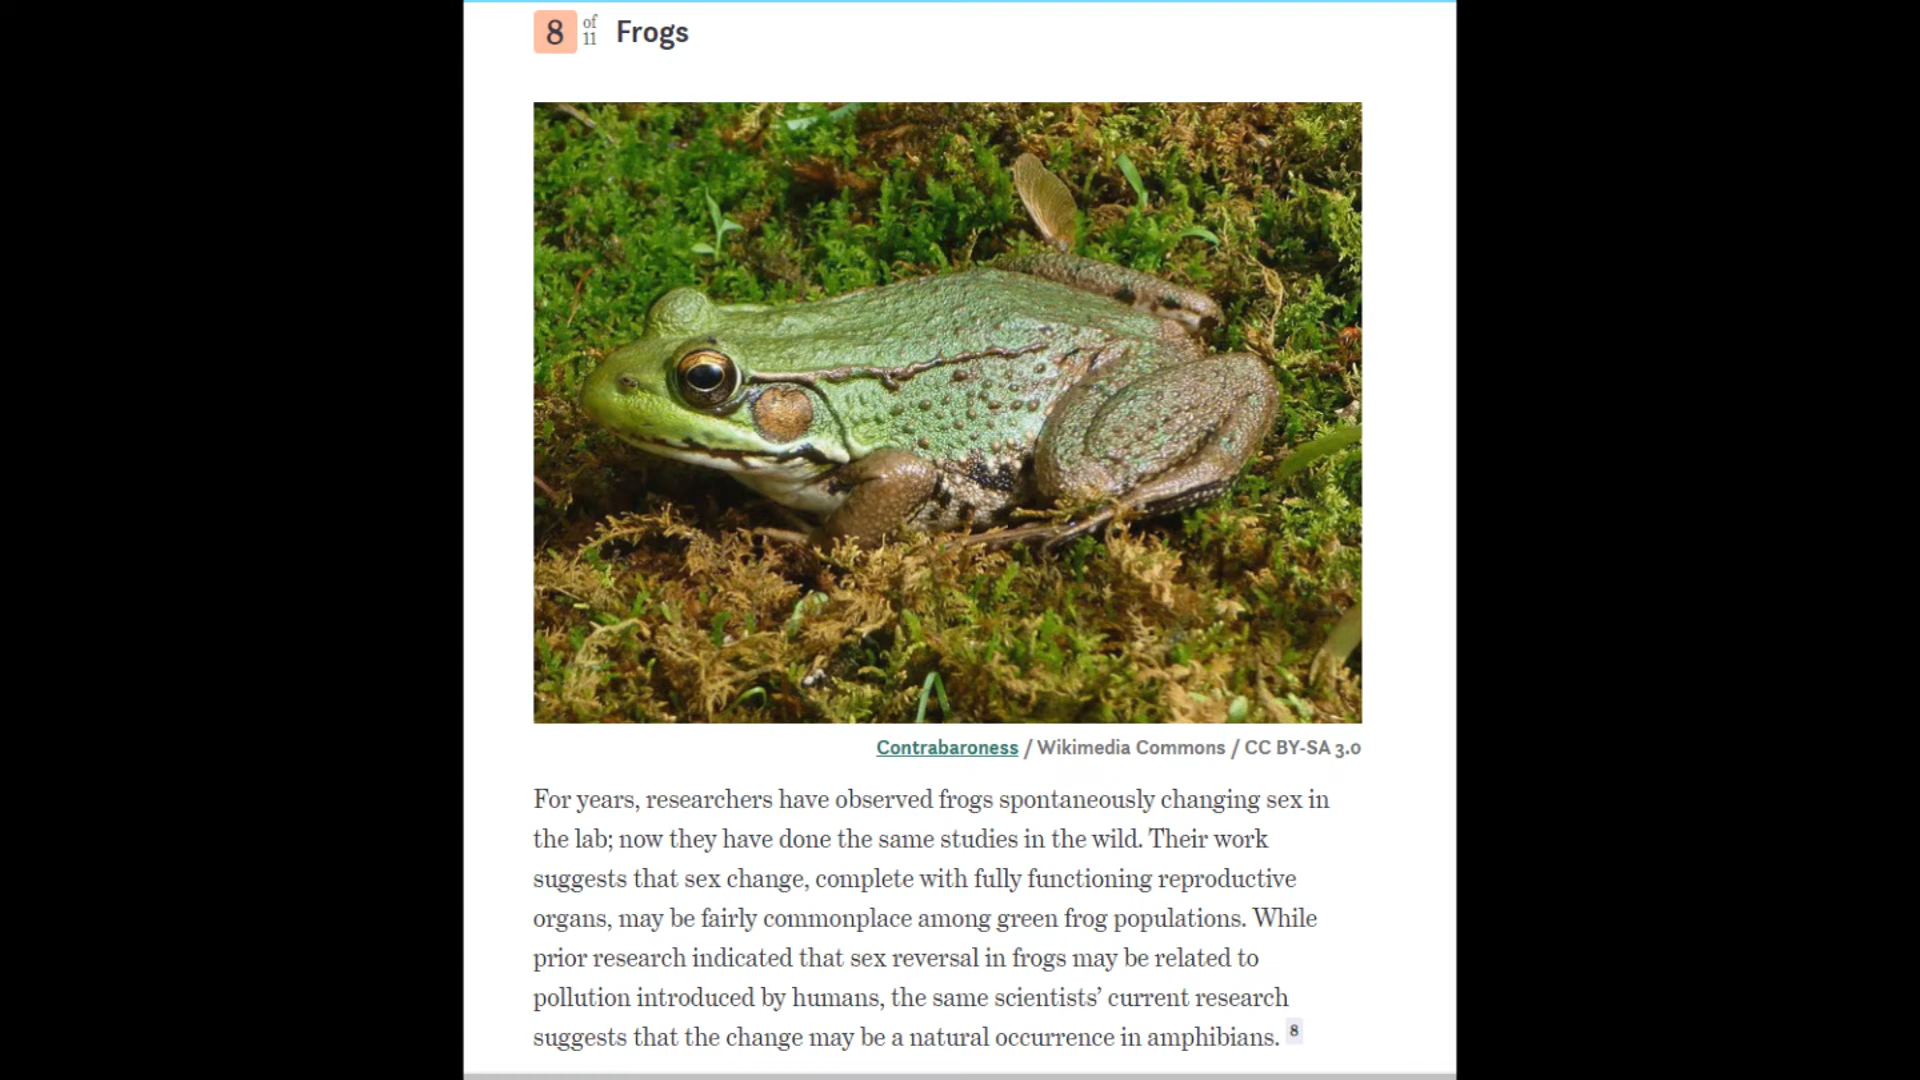 8 of 11 Frogs
Contrabaroness / Wikimedia Commons / CC BY-SA 3.0
For years, researchers have observed frogs spontaneously changing sex in
the lab; now they have done the same studies in the wild. Their work
suggests that sex change, complete with fully functioning reproductive
organs, may be fairly commonplace among green frog populations. While
prior research indicated that sex reversal in frogs may be related to
pollution introduced by humans, the same scientists’ current research
suggests that the change may be a natural occurrence in amphibians. 8